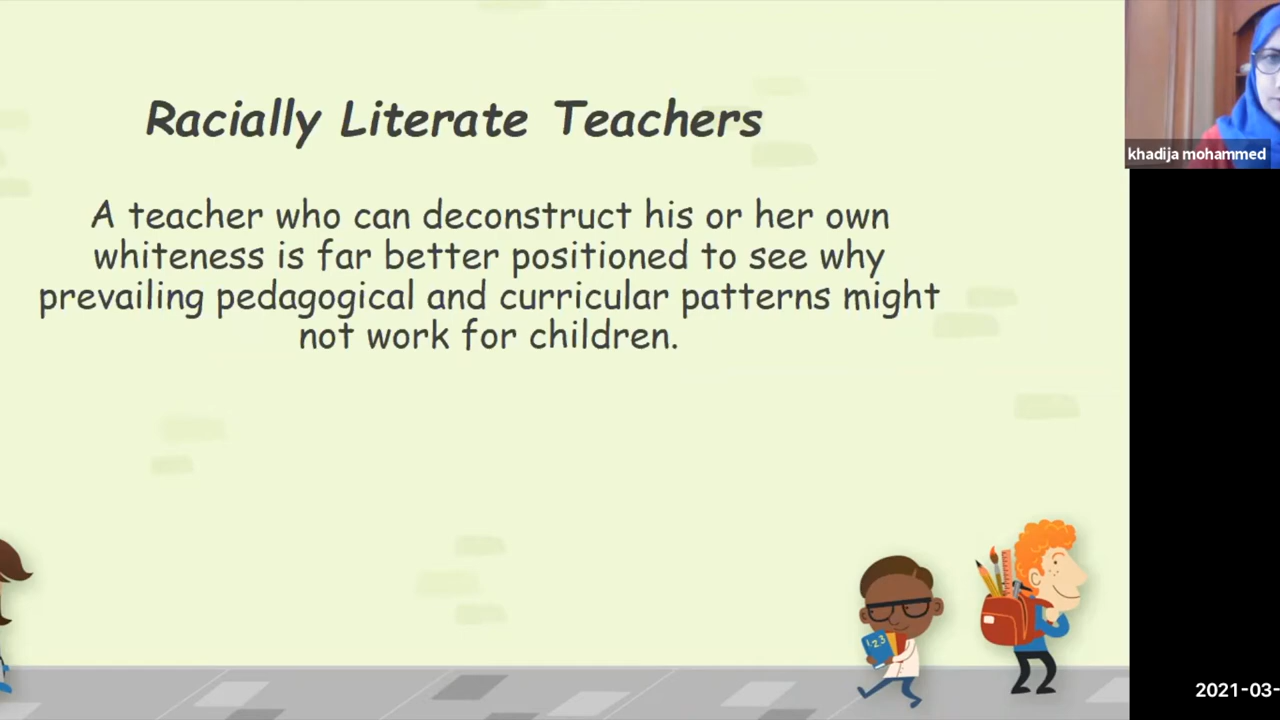 Racially Literate Teachers
A teacher who can deconstruct his or her own
whiteness is far better positioned to see why
prevailing pedagogical and curricular patterns might
not work for children.
khadija mohammed
123
2021-03-